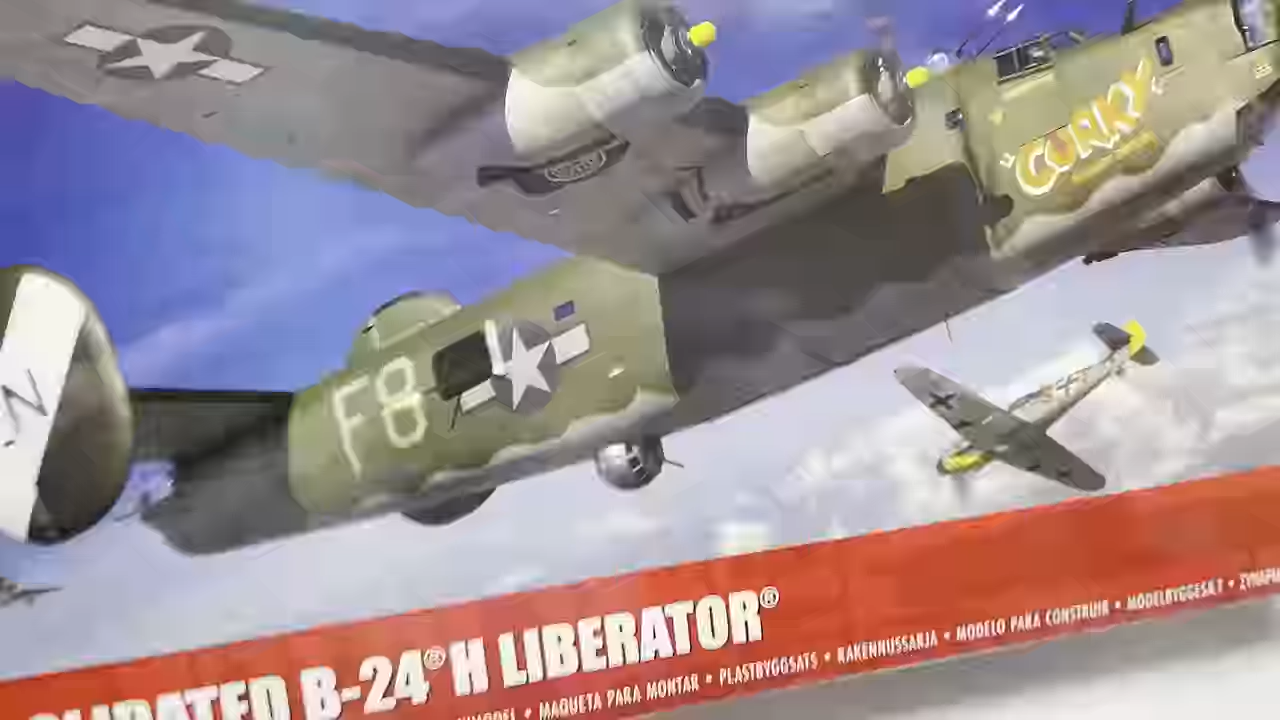 CORKY
N
F8
B-24® H LIBERATOR®
• MAQUETA PARA MONTAR • PLASTBYGGSATS • RAKENNUSSARJA • MODELO PARA CONSTRUIR • MODELBYGGESÆT •